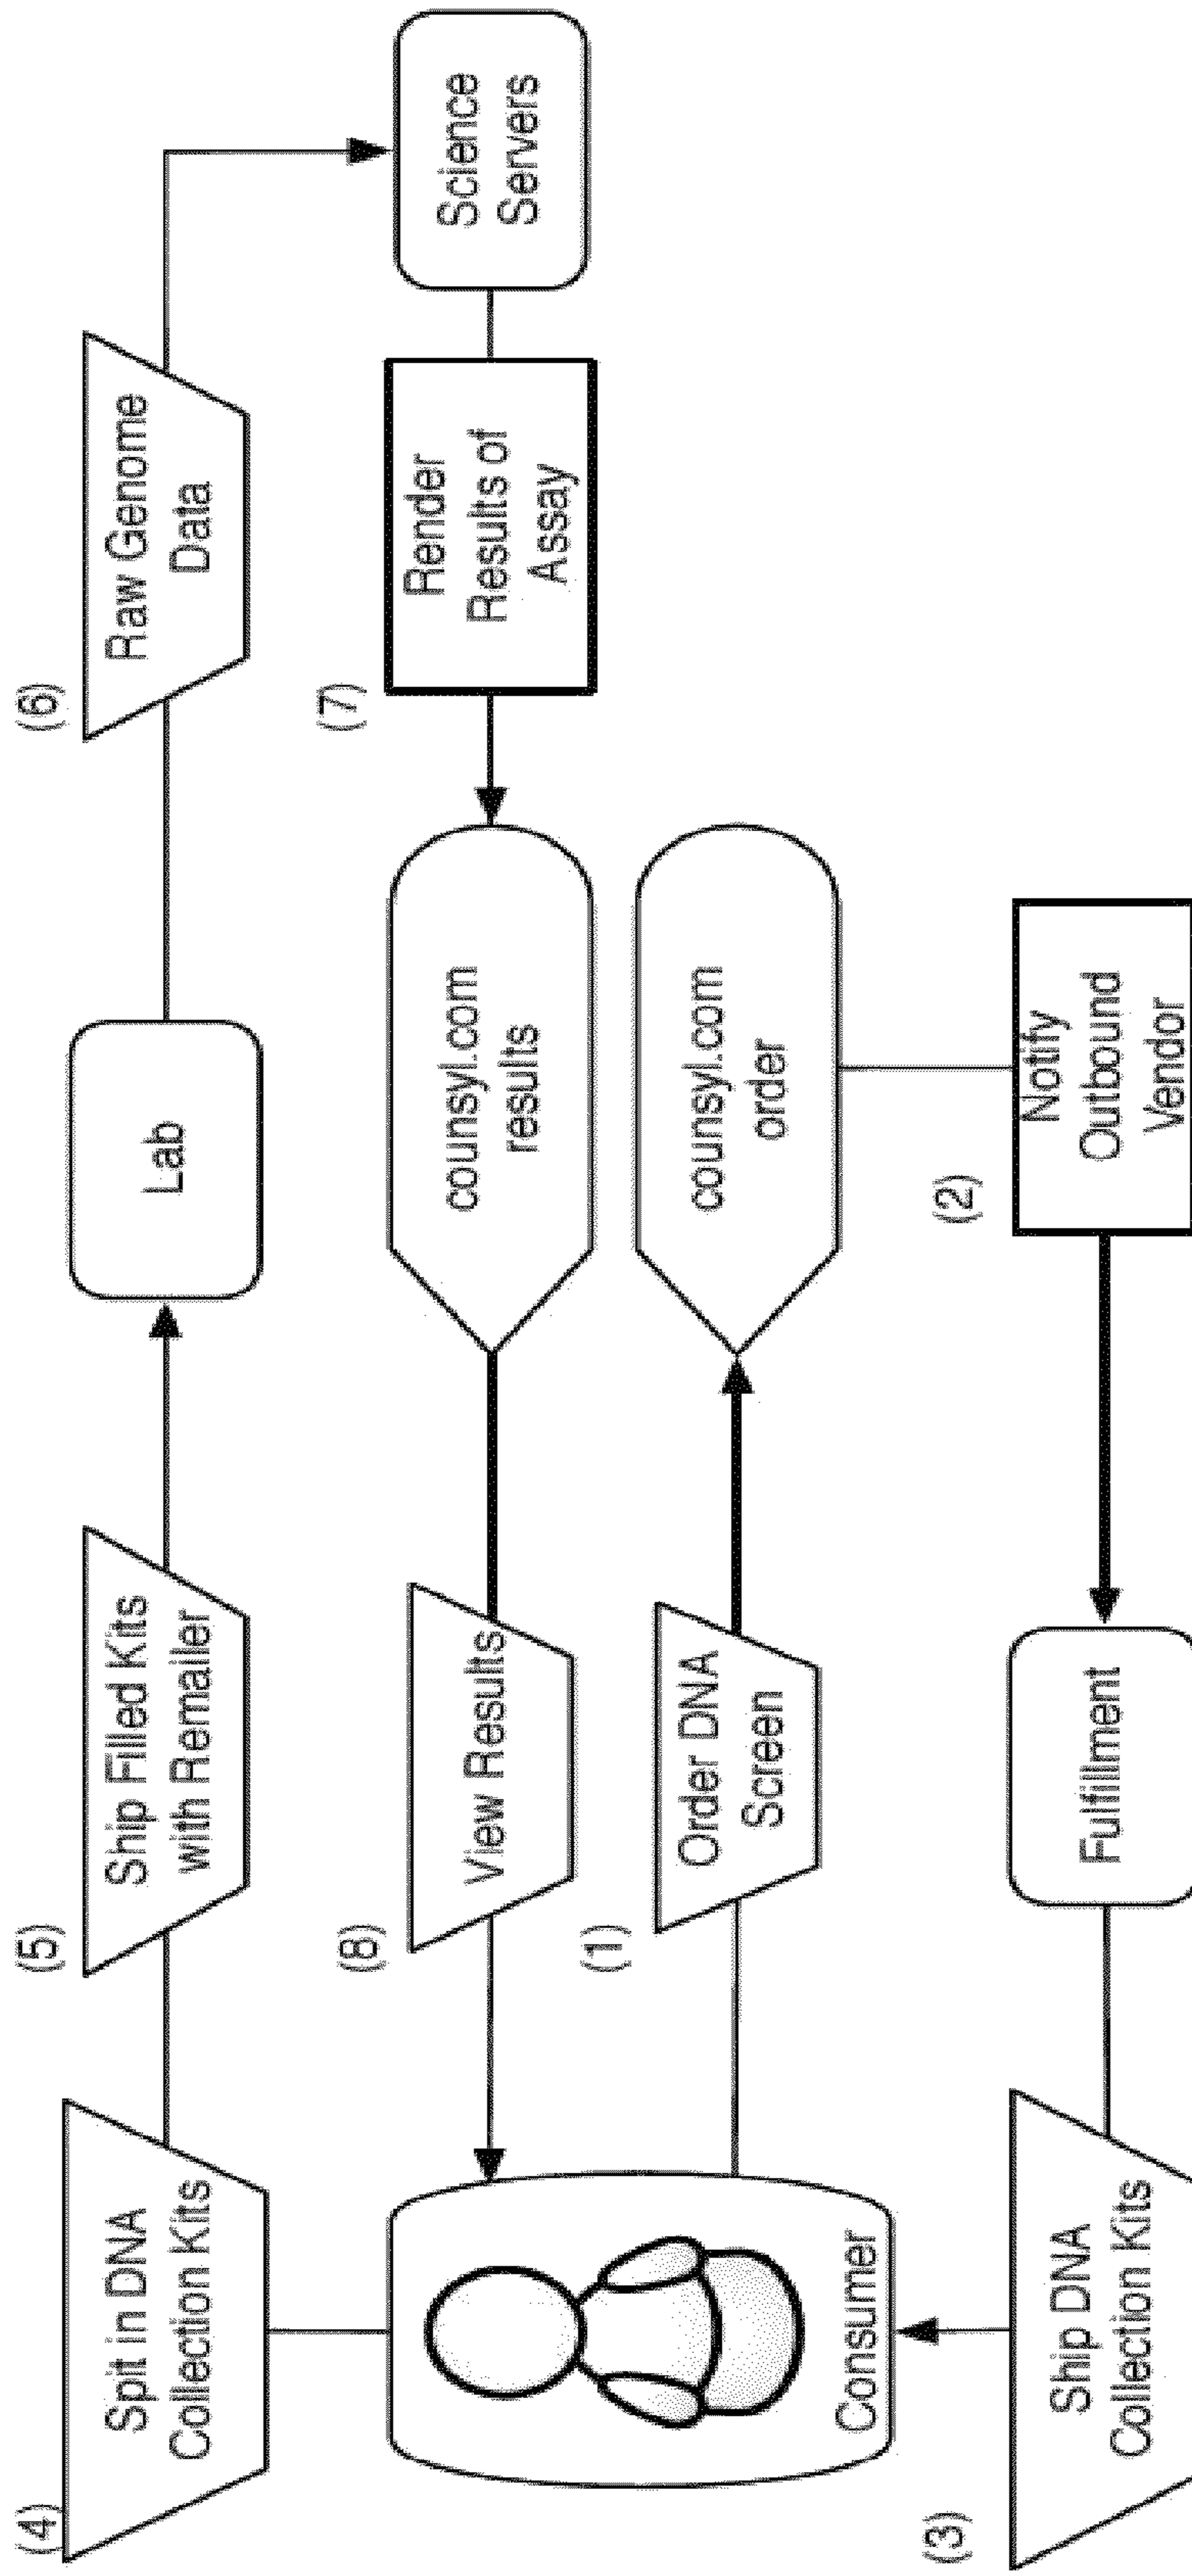 (4)
Spit in DNA
Collection Kits
(5)
Ship Filled Kits
with Remailer
Lab
(6)
Raw Genome
Data
Consumer
(8)
View Results
counsyl.com
results
(7)
Render
Results of
Assay
Science
Servers
(1)
Order DNA
Screen
counsyl.com
order
(3)
Ship DNA
Collection Kits
Fulfillment
(2)
Notify
Outbound
Vendor